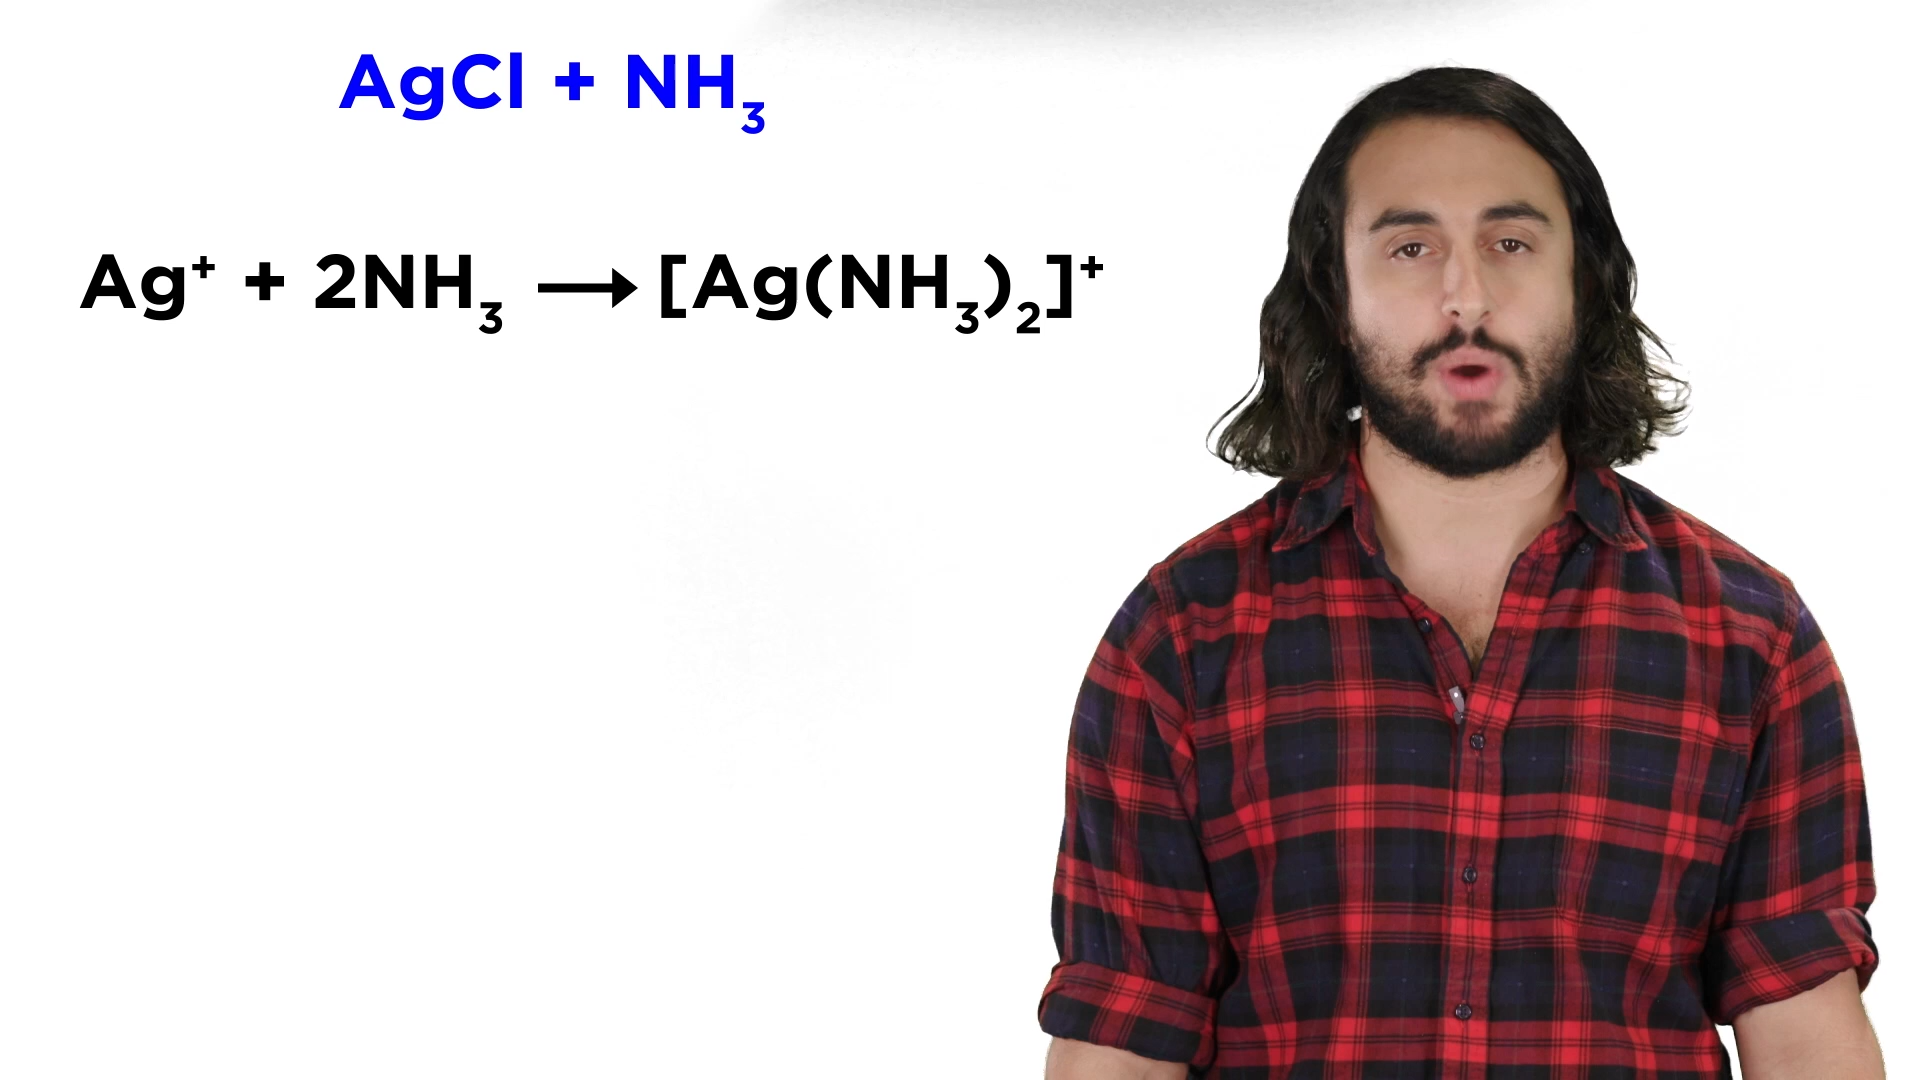 AgCl + NH₃
Ag⁺ + 2NH₃ → [Ag(NH₃)₂]⁺